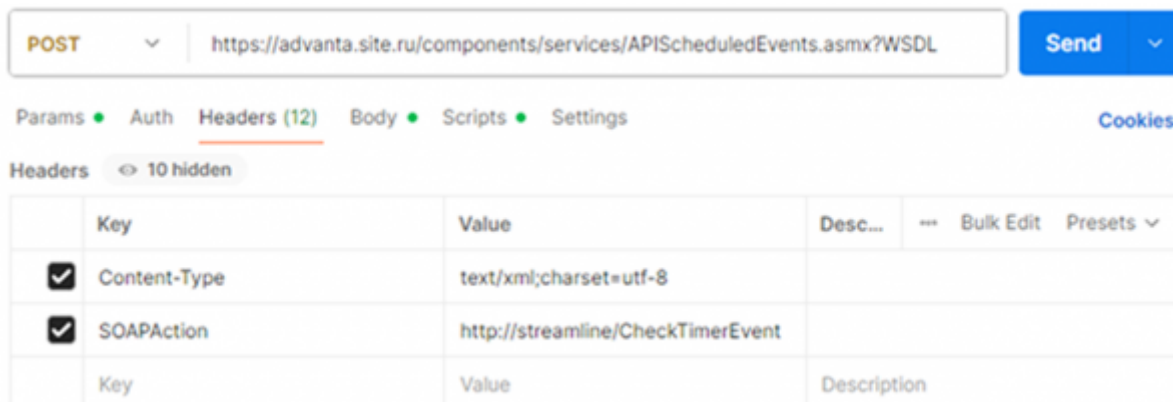 POST https://advanta.site.ru/components/services/APIScheduledEvents.asmx?WSDL Send
Params Auth Headers (12) Body Scripts Settings Cookies
Headers 10 hidden
Key Value Desc... ... Bulk Edit Presets
Content-Type text/xml;charset=utf-8
SOAPAction http://streamline/CheckTimerEvent
Key Value Description